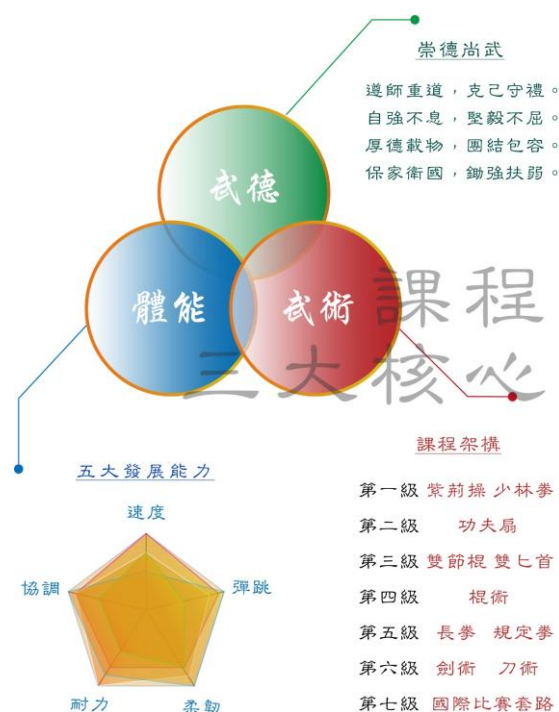 崇德尚武
遵師重道，克己守禮。
自強不息，堅毅不屈。
厚德載物，團結包容。
保家衛國，鋤強扶弱。
武德
體能
武術
課程
三大核心
五大發展能力
速度
協調
彈跳
耐力
柔韌
課程架構
第一級 紫荊操 少林拳
第二級 功夫扇
第三級 雙節棍 雙匕首
第四級 棍術
第五級 長拳 規定拳
第六級 劍術 刀術
第七級 國際比賽套路